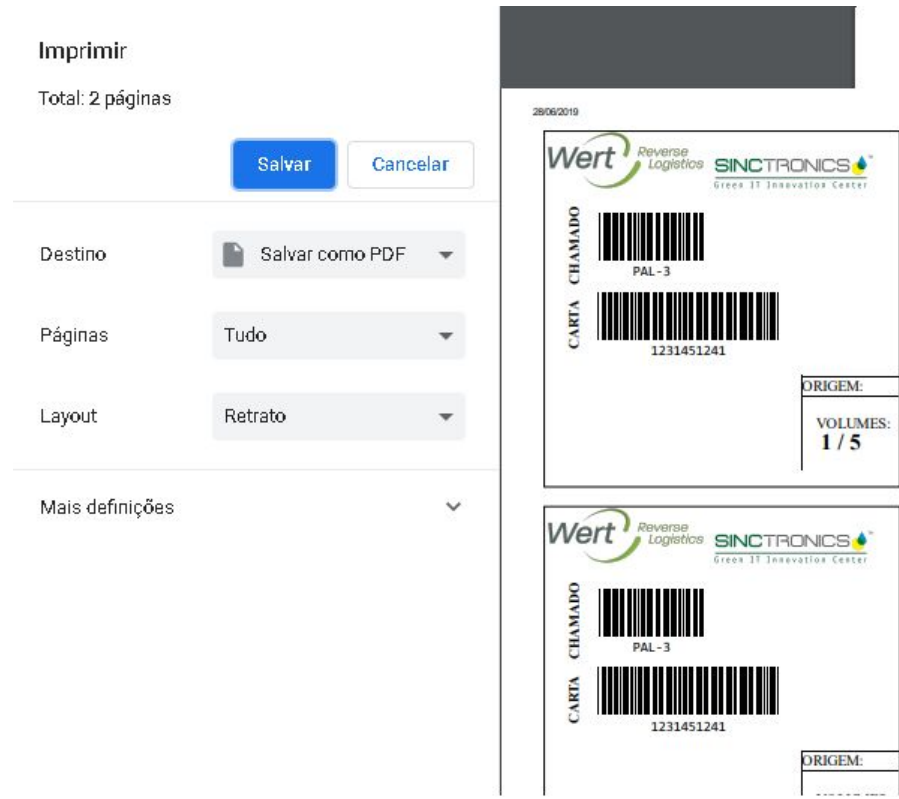 Imprimir
Total: 2 páginas
Salvar
Cancelar
Destino
Salvar como PDF
Páginas
Tudo
Layout
Retrato
Mais definições
28/06/2019
Wert Reverse Logistics
SINCTRONICS™
Green IT Innovation Center
CHAMADO
PAL-3
CARTA
1231451241
ORIGEM:
VOLUMES:
1 / 5
Wert Reverse Logistics
SINCTRONICS™
Green IT Innovation Center
CHAMADO
PAL-3
CARTA
1231451241
ORIGEM: